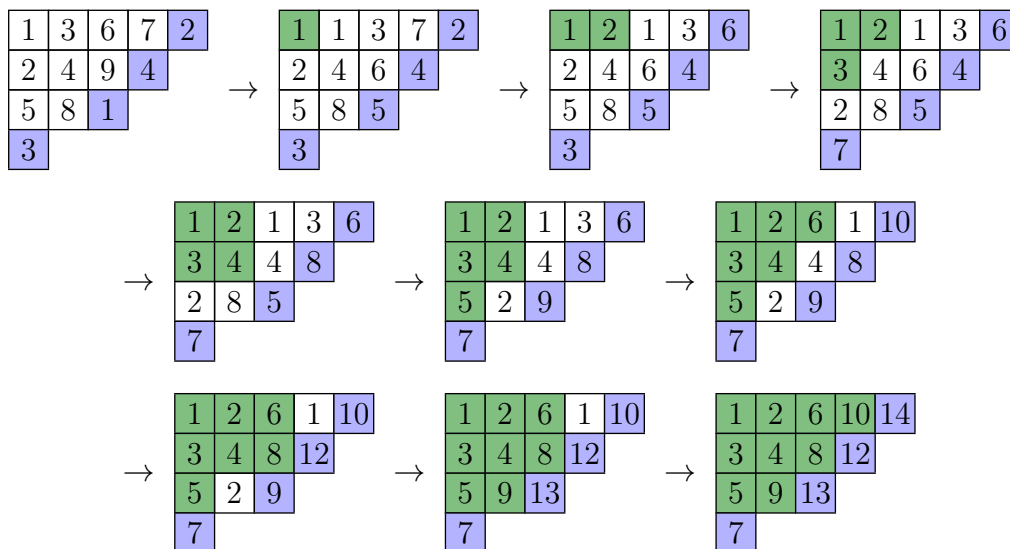 1 3 6 7 2 1 1 3 7 2 1 2 1 3 6 1 2 1 3 6
2 4 9 4 → 2 4 6 4 → 2 4 6 4 → 3 4 6 4
5 8 1 5 8 5 5 8 5 2 8 5
3 3 3 7
1 2 1 3 6 1 2 1 3 6 1 2 6 1 10
→ 3 4 4 8 → 3 4 4 8 → 3 4 4 8
2 8 5 5 2 9 5 2 9
7 7 7
1 2 6 1 10 1 2 6 1 10 1 2 6 10 14
→ 3 4 8 12 → 3 4 8 12 → 3 4 8 12
5 2 9 5 9 13 5 9 13
7 7 7